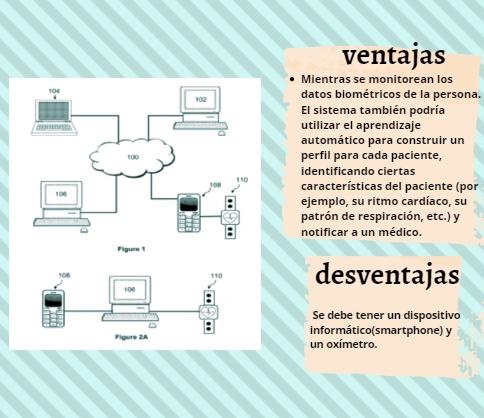 ventajas
Mientras se monitorean los
datos biométricos de la persona.
El sistema también podría
utilizar el aprendizaje
automático para construir un
perfil para cada paciente,
identificando ciertas
características del paciente (por
ejemplo, su ritmo cardíaco, su
patrón de respiración, etc.) y
notificar a un médico.
desventajas
Se debe tener un dispositivo
informático(smartphone) y
un oxímetro.
104
102
100
106
108
110
Figure 1
108
106
110
Figure 2A